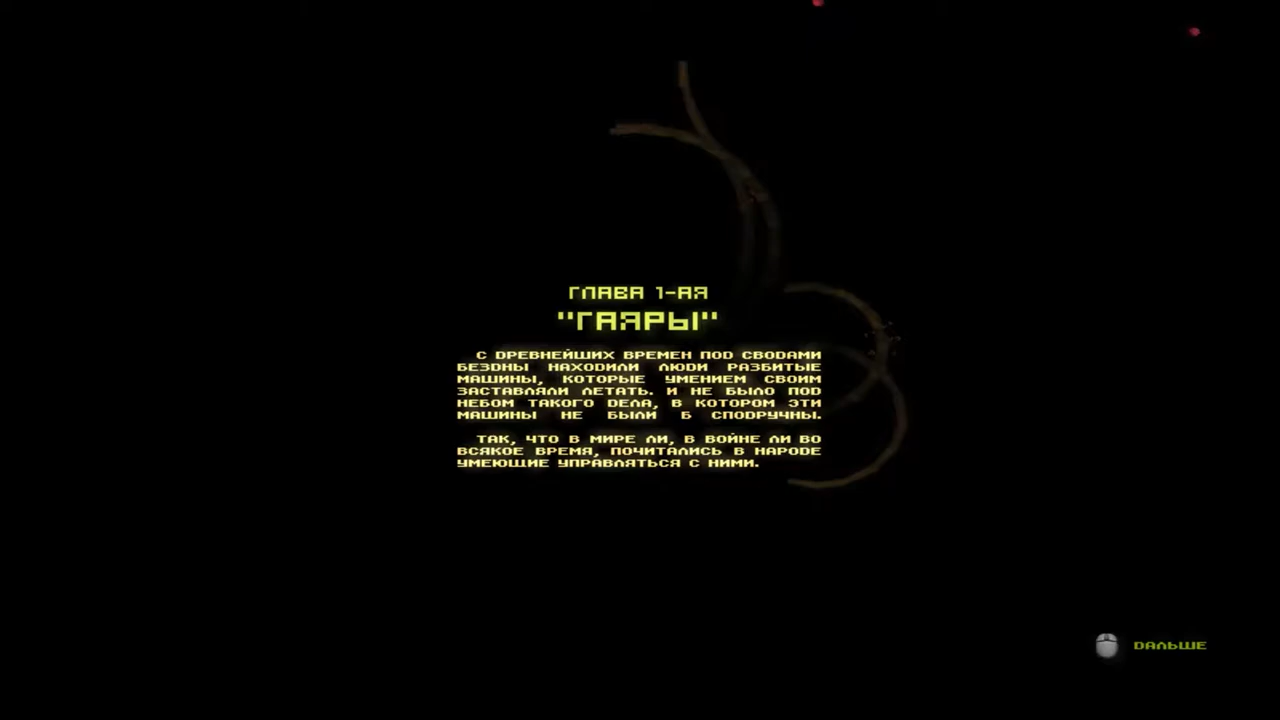 ГЛАВА 1-АЯ
"ГАЯРЫ"
С ДРЕВНЕЙШИХ ВРЕМЕН ПОД СВОДАМИ
БЕЗДНЫ НАХОДИЛИ ЛЮДИ РАЗБИТЫЕ
МАШИНЫ, КОТОРЫЕ УМЕНИЕМ СВОИМ
ЗАСТАВЛЯЛИ ЛЕТАТЬ. И НЕ БЫЛО ПОД
НЕБОМ ТАКОГО ДЕЛА, В КОТОРОМ ЭТИ
МАШИНЫ НЕ БЫЛИ Б СПОДРУЧНЫ.
ТАК, ЧТО В МИРЕ ЛИ, В ВОЙНЕ ЛИ ВО
ВСЯКОЕ ВРЕМЯ, ПОЧИТАЛИСЬ В НАРОДЕ
УМЕЮЩИЕ УПРАВЛЯТЬСЯ С НИМИ.
ДАЛЬШЕ